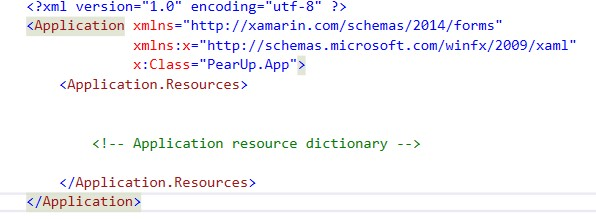 <?xml version="1.0" encoding="utf-8" ?>
<Application xmlns="http://xamarin.com/schemas/2014/forms"
xmlns:x="http://schemas.microsoft.com/winfx/2009/xaml"
x:Class="PearUp.App">
<Application.Resources>
<!-- Application resource dictionary -->
</Application.Resources>
</Application>